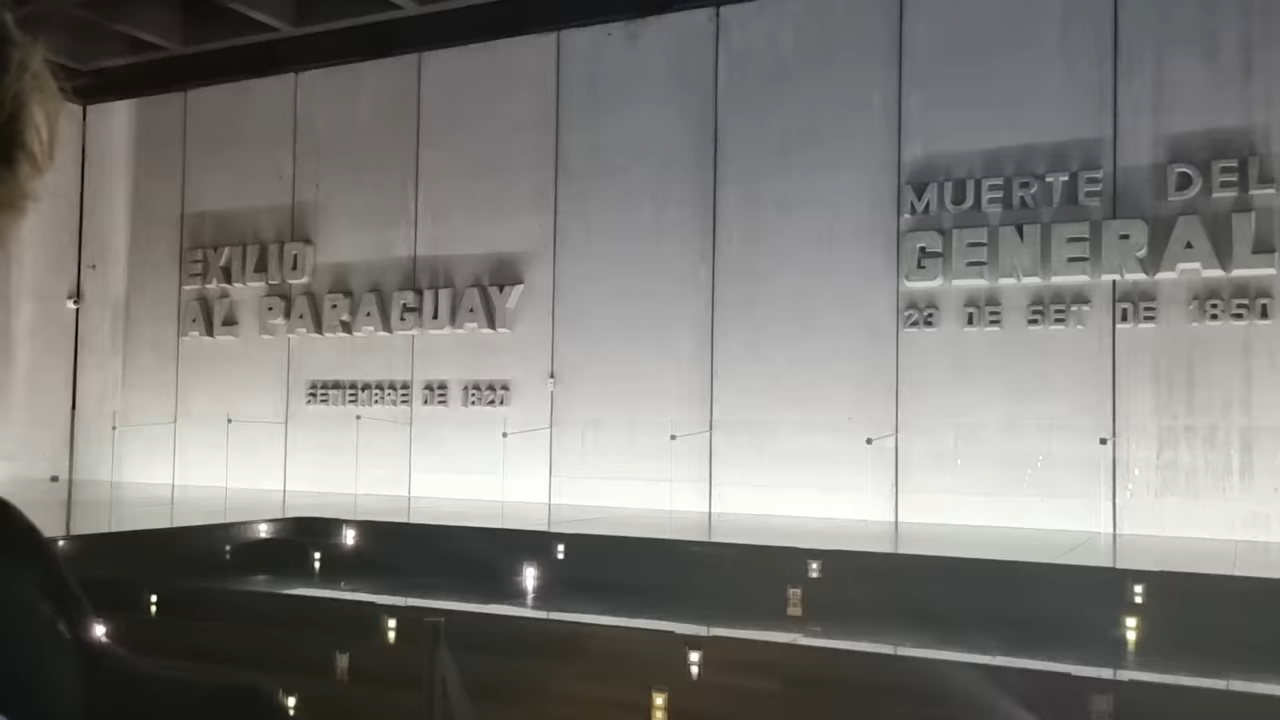 EXILIO
AL PARAGUAY
SETIEMBRE DE 1820
MUERTE DEL
GENERAL
23 DE SET DE 1850